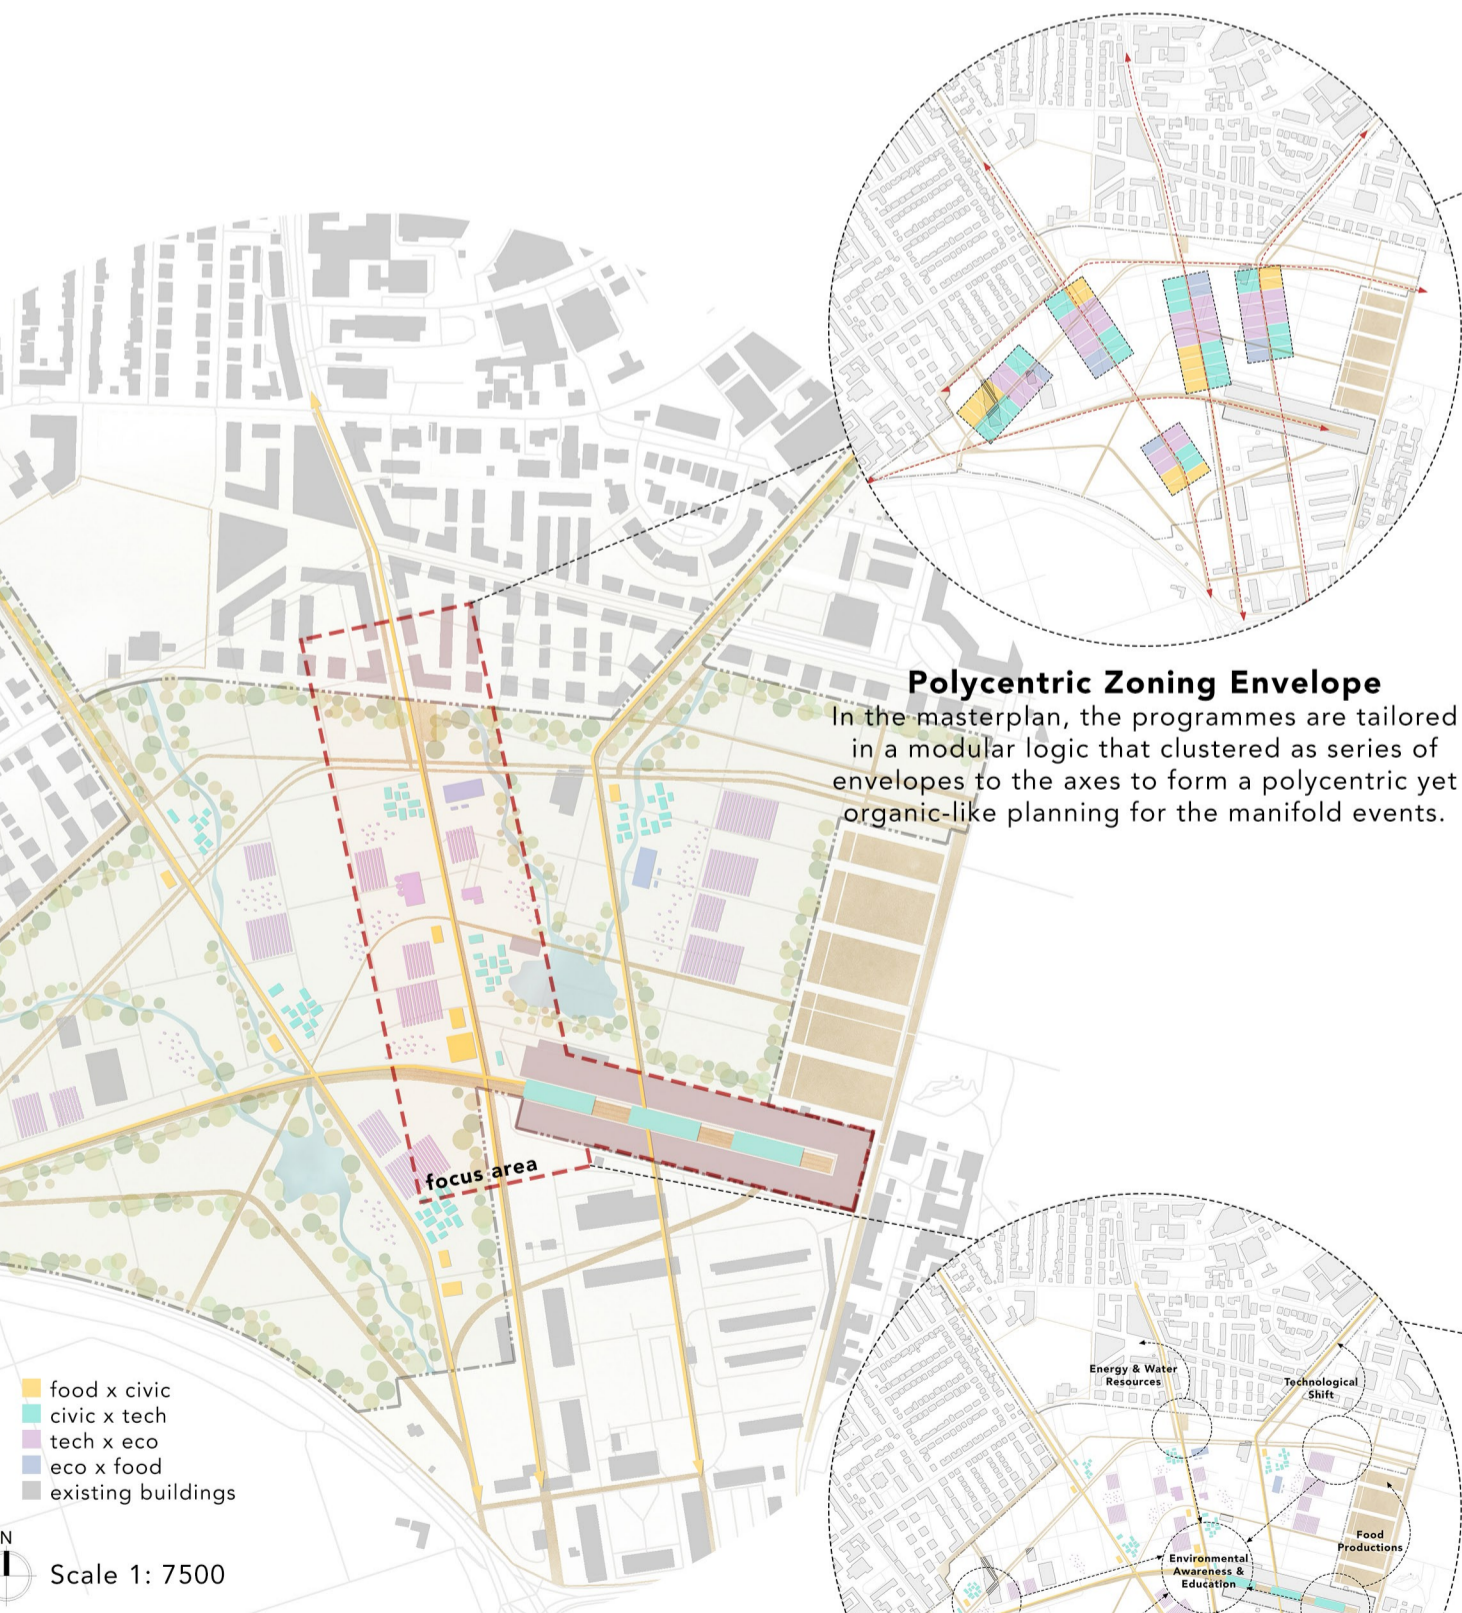 Polycentric Zoning Envelope
In the masterplan, the programmes are tailored
in a modular logic that clustered as series of
envelopes to the axes to form a polycentric yet
organic-like planning for the manifold events.
focus area
food x civic
civic x tech
tech x eco
eco x food
existing buildings
N
Scale 1: 7500
Energy & Water
Resources
Technological
Shift
Food
Productions
Environmental
Awareness &
Education